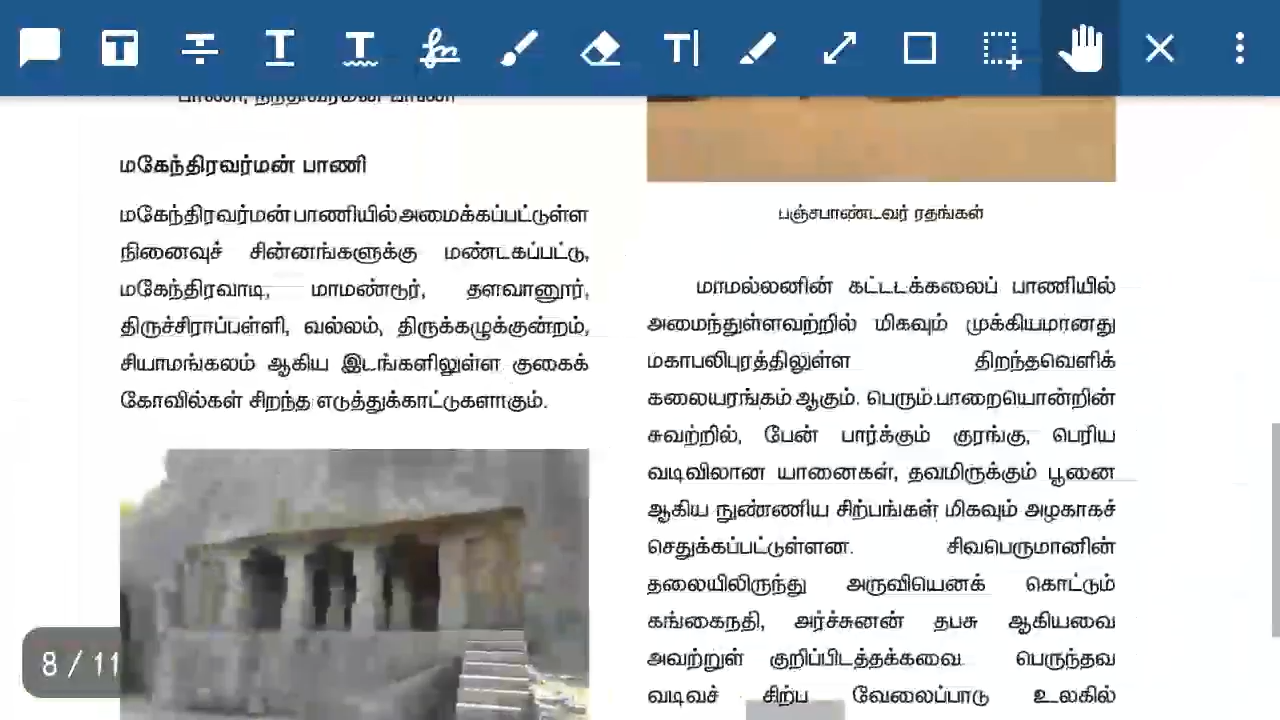 மகேந்திரவர்மன் பாணி
மகேந்திரவர்மன் பாணியில் அமைக்கப்பட்டுள்ள
நினைவுச் சின்னங்களுக்கு மண்டகப்பட்டு,
மகேந்திரவாடி, மாமண்டூர், தளவானூர்,
திருச்சிராப்பள்ளி, வல்லம், திருக்கழுக்குன்றம்,
சியாமங்கலம் ஆகிய இடங்களிலுள்ள குகைக்
கோவில்கள் சிறந்த எடுத்துக்காட்டுகளாகும்.
8 / 11
பஞ்சபாண்டவர் ரதங்கள்
மாமல்லனின் கட்டடக்கலைப் பாணியில்
அமைந்துள்ளவற்றில் மிகவும் முக்கியமானது
மகாபலிபுரத்திலுள்ள திறந்தவெளிக்
கலையரங்கம் ஆகும். பெரும்பாறையொன்றின்
சுவற்றில், பேன் பார்க்கும் குரங்கு, பெரிய
வடிவிலான யானைகள், தவமிருக்கும் பூனை
ஆகிய நுண்ணிய சிற்பங்கள் மிகவும் அழகாகச்
செதுக்கப்பட்டுள்ளன. சிவபெருமானின்
தலையிலிருந்து அருவியெனக் கொட்டும்
கங்கைநதி, அர்ச்சுனன் தபசு ஆகியவை
அவற்றுள் குறிப்பிடத்தக்கவை பெருந்தவ
வடிவச் சிற்ப வேலைப்பாடு உலகில்